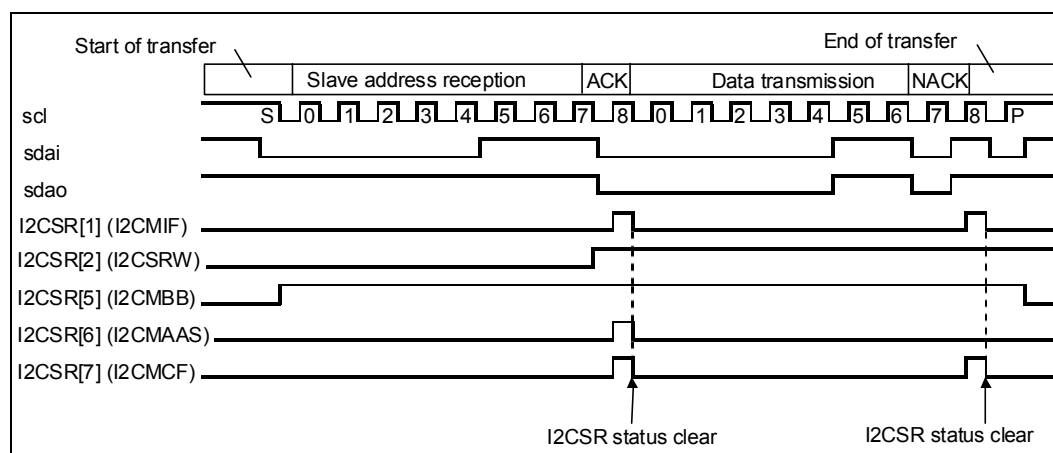 Start of transfer
End of transfer
Slave address reception ACK Data transmission NACK
scl S 0 1 2 3 4 5 6 7 8 0 1 2 3 4 5 6 7 8 P
sdai
sdao
I2CSR[1] (I2CMIF)
I2CSR[2] (I2CSRW)
I2CSR[5] (I2CMBB)
I2CSR[6] (I2CMAAS)
I2CSR[7] (I2CMCF)
I2CSR status clear
I2CSR status clear